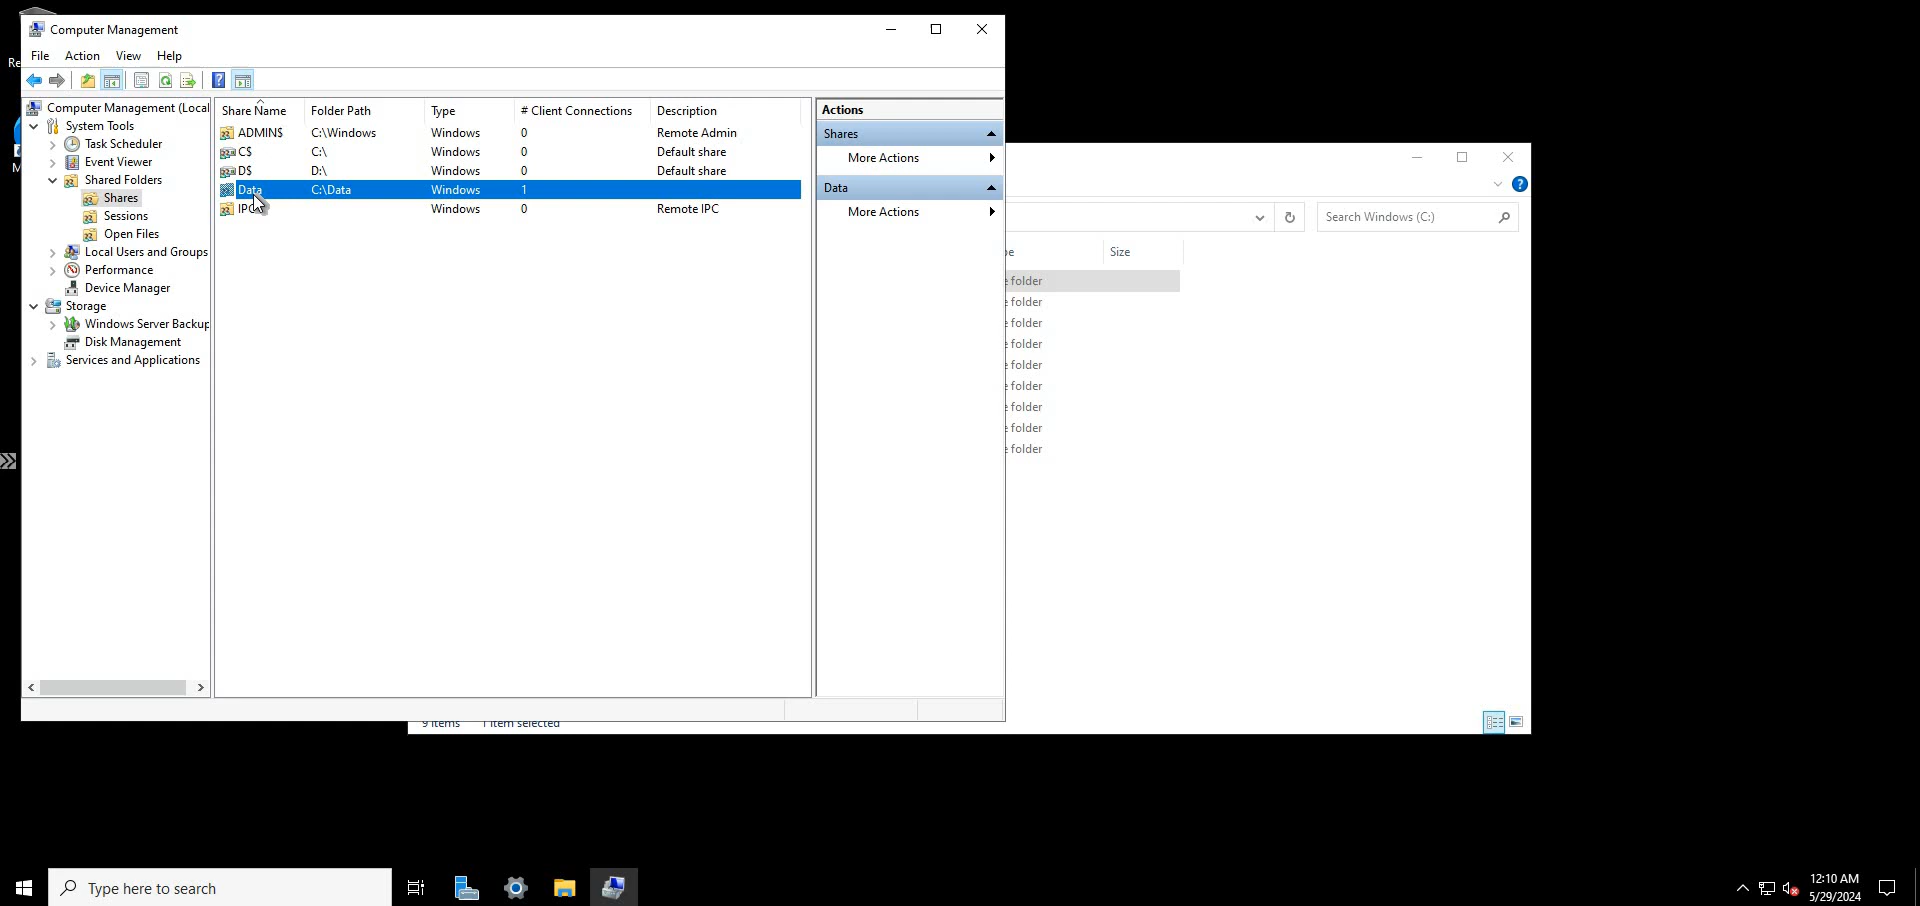 Computer Management
File Action View Help
Computer Management (Local
System Tools
Task Scheduler
Event Viewer
Shared Folders
Shares
Sessions
Open Files
Local Users and Groups
Performance
Device Manager
Storage
Windows Server Backup
Disk Management
Services and Applications
Share Name Folder Path Type # Client Connections Description
ADMIN$ C:\Windows Windows 0 Remote Admin
C$ C:\ Windows 0 Default share
D$ D:\ Windows 0 Default share
Data C:\Data Windows 1
Windows 0 Remote IPC
Actions
Shares
More Actions
Data
More Actions
Search Windows (C:)
Size
folder
folder
folder
folder
folder
folder
folder
folder
folder
9 items 1 item selected
Type here to search
12:10 AM
5/29/2024